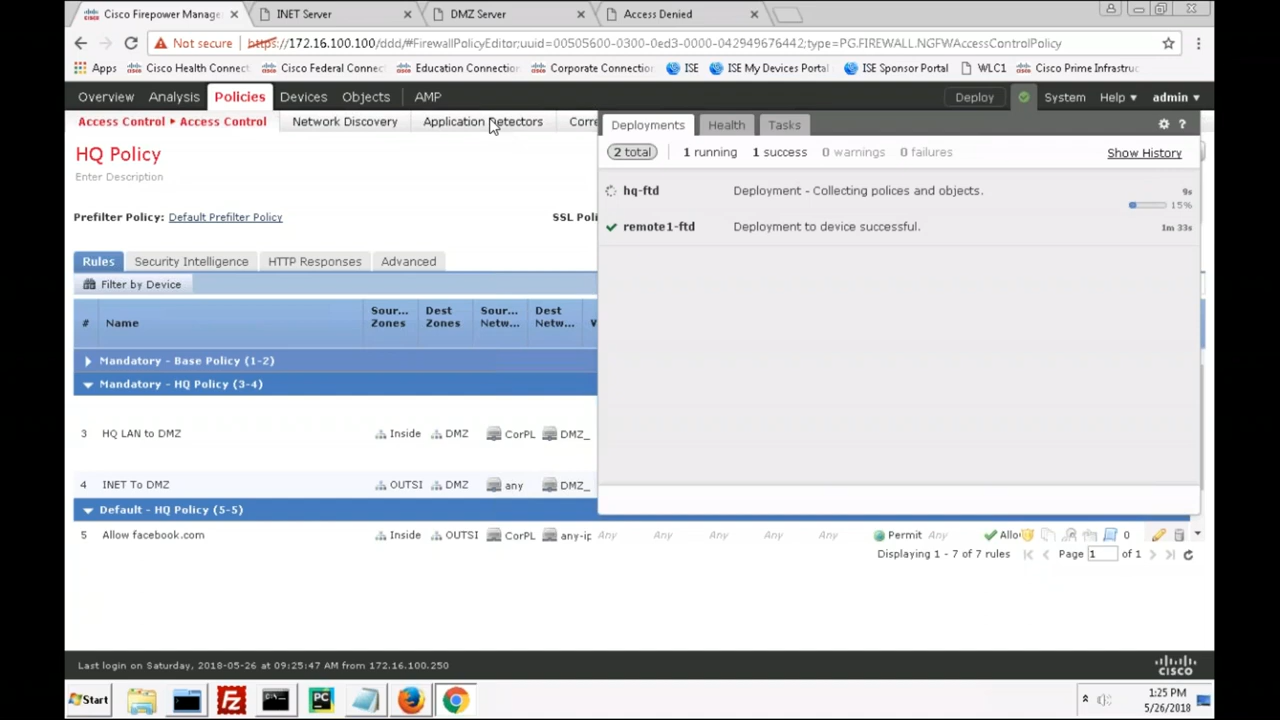 Cisco Firepower Manage
INET Server
DMZ Server
Access Denied
Not secure
https://172.16.100.100/ddd/#FirewallPolicyEditor;uuid=00505600-0300-0ed3-0000-042949676442;type=PG.FIREWALL.NGFWAccessControlPolicy
Apps
Cisco Health Connect
Cisco Federal Connec
Education Connection
Corporate Connection
ISE
ISE My Devices Portal
ISE Sponsor Portal
WLC1
Cisco Prime Infrastruc
Overview
Analysis
Policies
Devices
Objects
AMP
Deploy
System
Help
admin
Access Control ▸ Access Control
Network Discovery
Application Detectors
Corre
HQ Policy
Enter Description
Prefilter Policy: Default Prefilter Policy
SSL Poli
Deployments
Health
Tasks
2 total
1 running
1 success
0 warnings
0 failures
Show History
hq-ftd
Deployment - Collecting polices and objects.
9s
15%
remote1-ftd
Deployment to device successful.
1m 33s
Rules
Security Intelligence
HTTP Responses
Advanced
Filter by Device
#
Name
Sour... Zones
Dest Zones
Sour... Netw...
Dest Netw...
V
Mandatory - Base Policy (1-2)
Mandatory - HQ Policy (3-4)
3 HQ LAN to DMZ Inside DMZ CorPL DMZ_
4 INET To DMZ OUTSI DMZ any DMZ_
Default - HQ Policy (5-5)
5 Allow facebook.com Inside OUTSI CorPL any-ip Any Any Any Any Any Permit Any Allo 0
Displaying 1 - 7 of 7 rules
Page 1 of 1
Last login on Saturday, 2018-05-26 at 09:25:47 AM from 172.16.100.250
CISCO
Start
PC
1:25 PM
5/26/2018